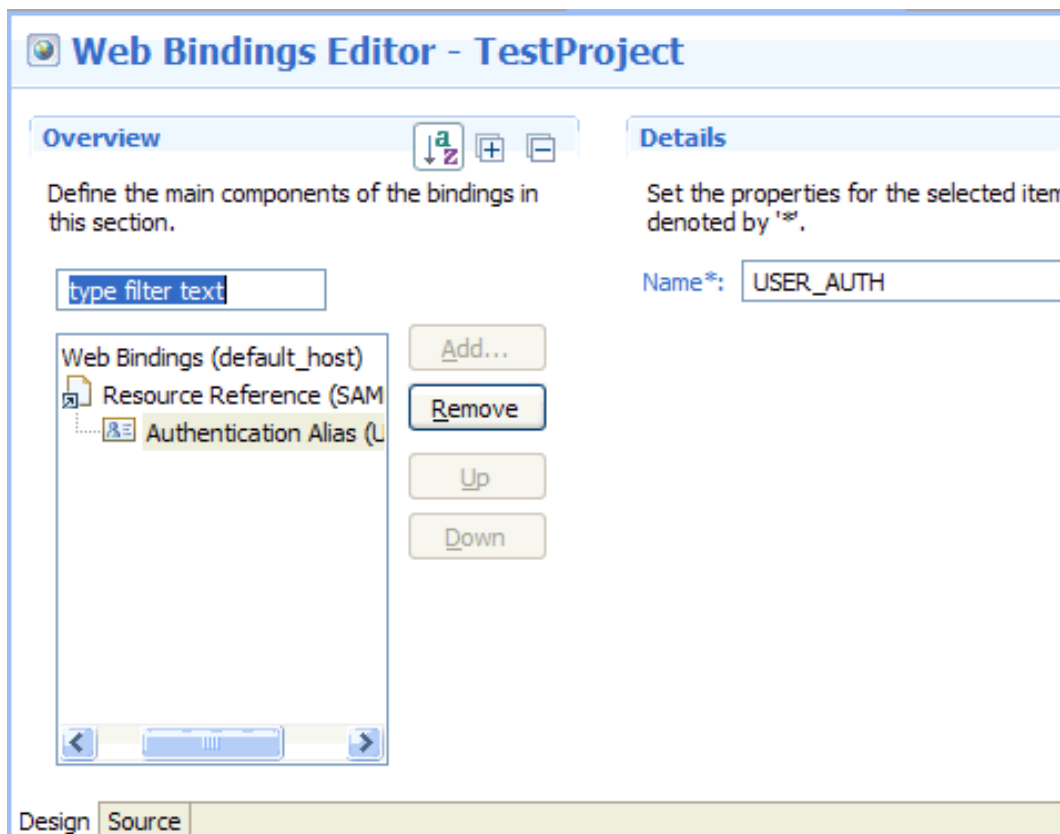 Web Bindings Editor - TestProject
Overview
Define the main components of the bindings in
this section.
type filter text
Web Bindings (default_host)
Resource Reference (SAM
Authentication Alias (U
Add...
Remove
Up
Down
Details
Set the properties for the selected item
denoted by '*'.
Name*: USER_AUTH
Design Source